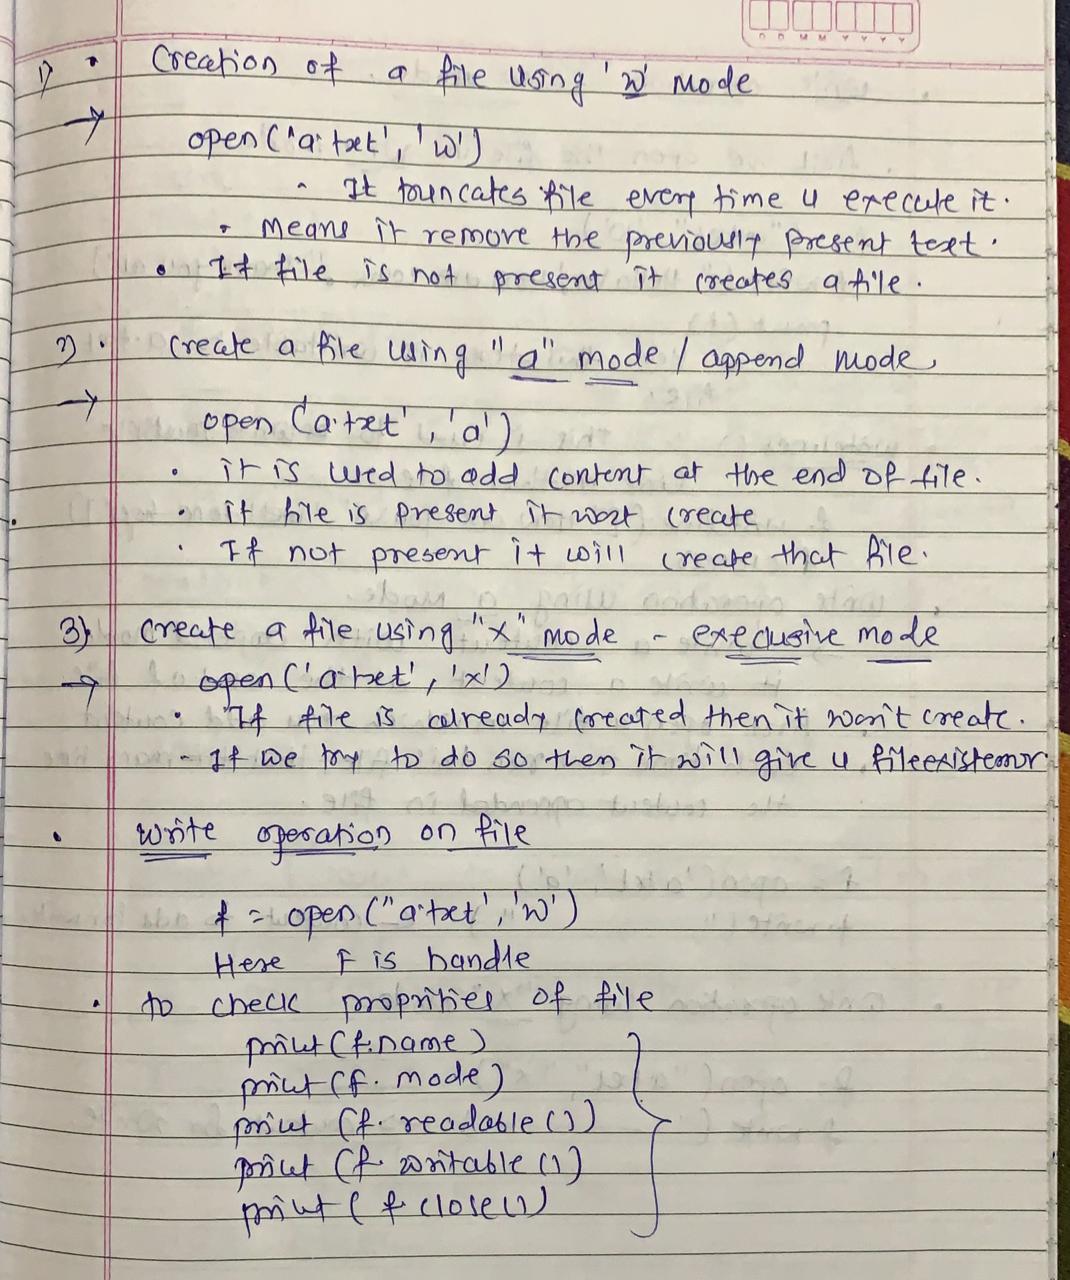 D D M M Y Y Y Y
1) • Creation of a file using 'w' mode
→ open('a.txt', 'w')
• It truncates file every time u execute it.
• Means it remove the previously present text.
• If file is not present it creates a file.
2) • Create a file using "a" mode / append mode
→ open('a.txt', 'a')
• it is used to add content at the end of file.
• if file is present it wont create
• If not present it will create that file.
3) Create a file using "x" mode - execlusive mode
→ open('a.txt', 'x')
• If file is already created then it won't create.
- If we try to do so then it will give u fileexisterror
• write operation on file
f = open("a.txt', 'w')
Here F is handle
• to check proprities of file
print(f.name)
print(f.mode)
print(f.readable())
print(f.writable())
print(f close()